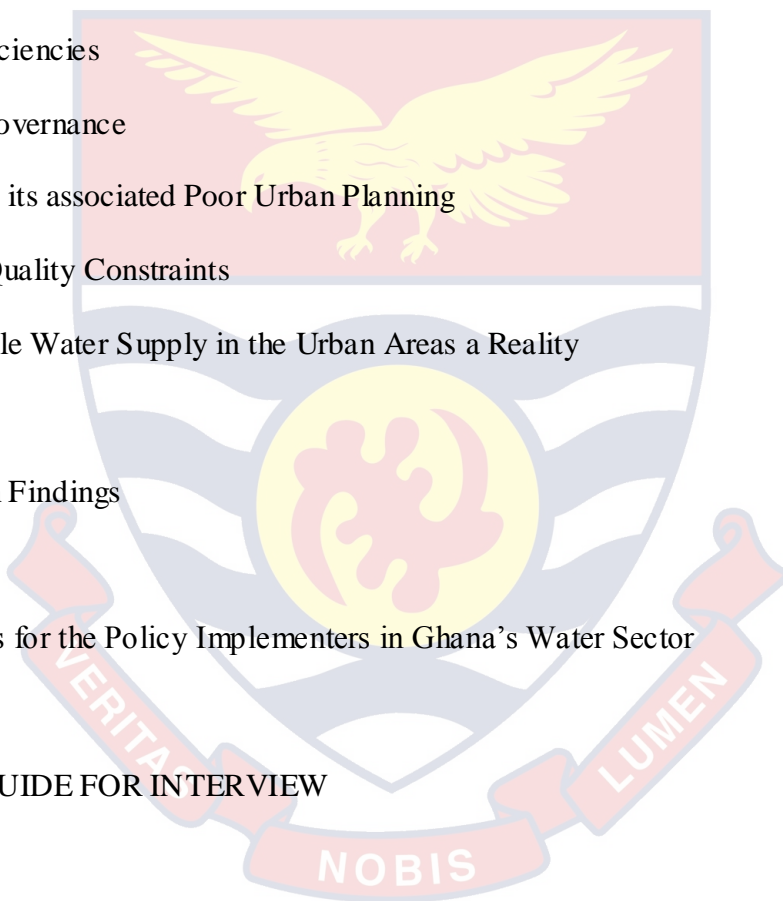 ciencies
overnance
its associated Poor Urban Planning
Quality Constraints
le Water Supply in the Urban Areas a Reality
Findings
s for the Policy Implementers in Ghana’s Water Sector
UIDE FOR INTERVIEW
VERITAS
NOBIS
LUMEN